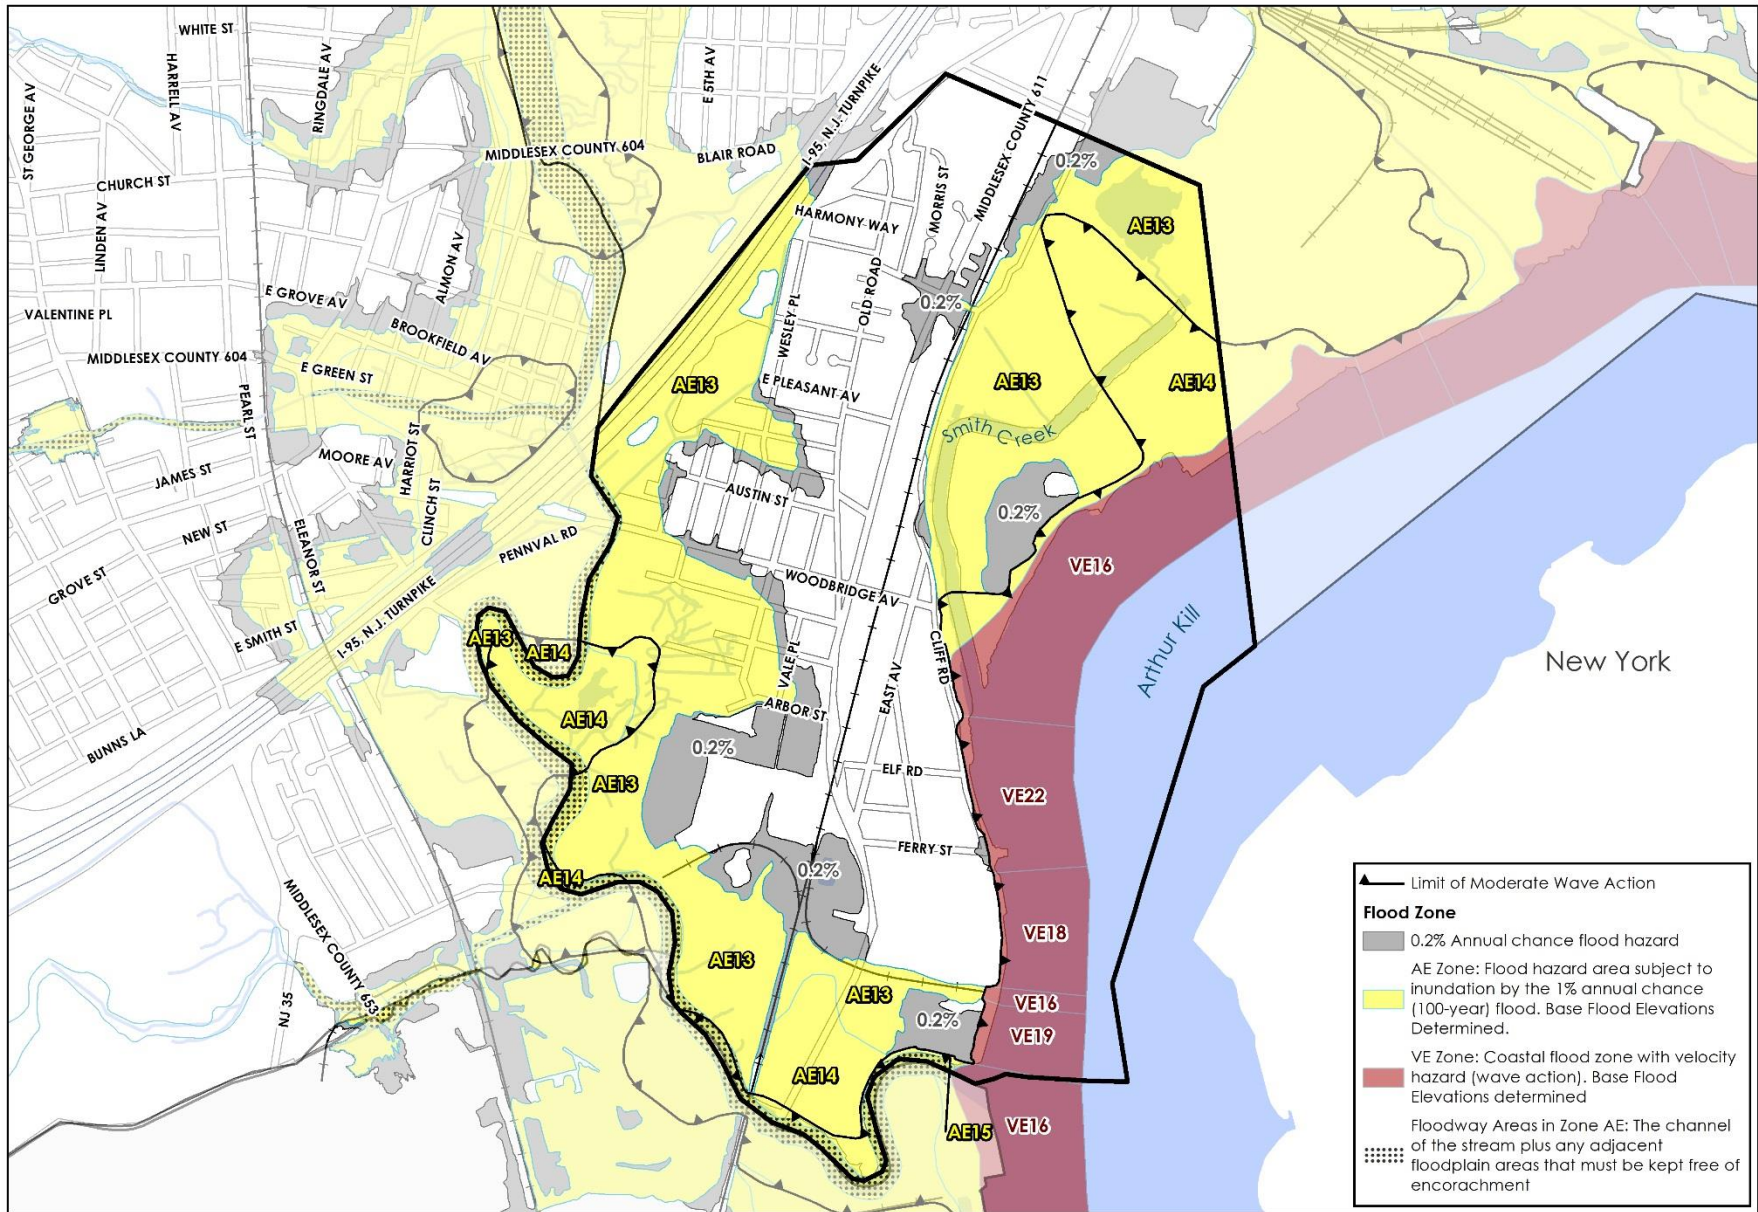 WHITE ST
HARRELL AV
RINGDALE AV
ST GEORGE AV
E 5TH AV
I-95, N.J. TURNPIKE
MIDDLESEX COUNTY 611
MIDDLESEX COUNTY 604
BLAIR ROAD
0.2%
CHURCH ST
LINDEN AV
ALMON AV
HARMONY WAY
MORRIS ST
AE13
E GROVE AV
VALENTINE PL
BROOKFIELD AV
WESLEY PL
OLD ROAD
0.2%
MIDDLESEX COUNTY 604
E GREEN ST
PEARL ST
AE13
E PLEASANT AV
AE13
AE14
Smith Creek
HARRIOT ST
MOORE AV
JAMES ST
CLINCH ST
AUSTIN ST
0.2%
NEW ST
ELEANOR ST
PENNVAL RD
GROVE ST
WOODBRIDGE AV
VE16
I-95, N.J. TURNPIKE
E SMITH ST
AE13
AE14
VALE PL
CLIFF RD
EAST AV
Arthur Kill
New York
BUNNS LA
AE14
ARBOR ST
0.2%
AE13
ELF RD
VE22
FERRY ST
0.2%
AE14
MIDDLESEX COUNTY 653
NJ 35
VE18
AE13
AE13
VE16
0.2%
VE19
AE14
AE15
VE16
Limit of Moderate Wave Action
Flood Zone
0.2% Annual chance flood hazard
AE Zone: Flood hazard area subject to
inundation by the 1% annual chance
(100-year) flood. Base Flood Elevations
Determined.
VE Zone: Coastal flood zone with velocity
hazard (wave action). Base Flood
Elevations determined
Floodway Areas in Zone AE: The channel
of the stream plus any adjacent
floodplain areas that must be kept free of
encorachment